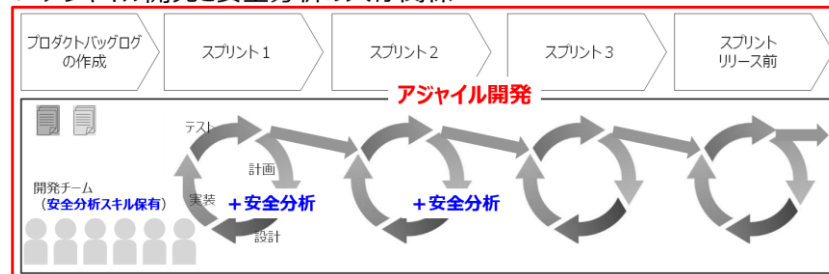 プロダクトバッグログ
の作成
スプリント1
スプリント2
スプリント3
スプリント
リリース前
アジャイル開発
テスト
計画
開発チーム
(安全分析スキル保有)
実装
+安全分析
+安全分析
設計